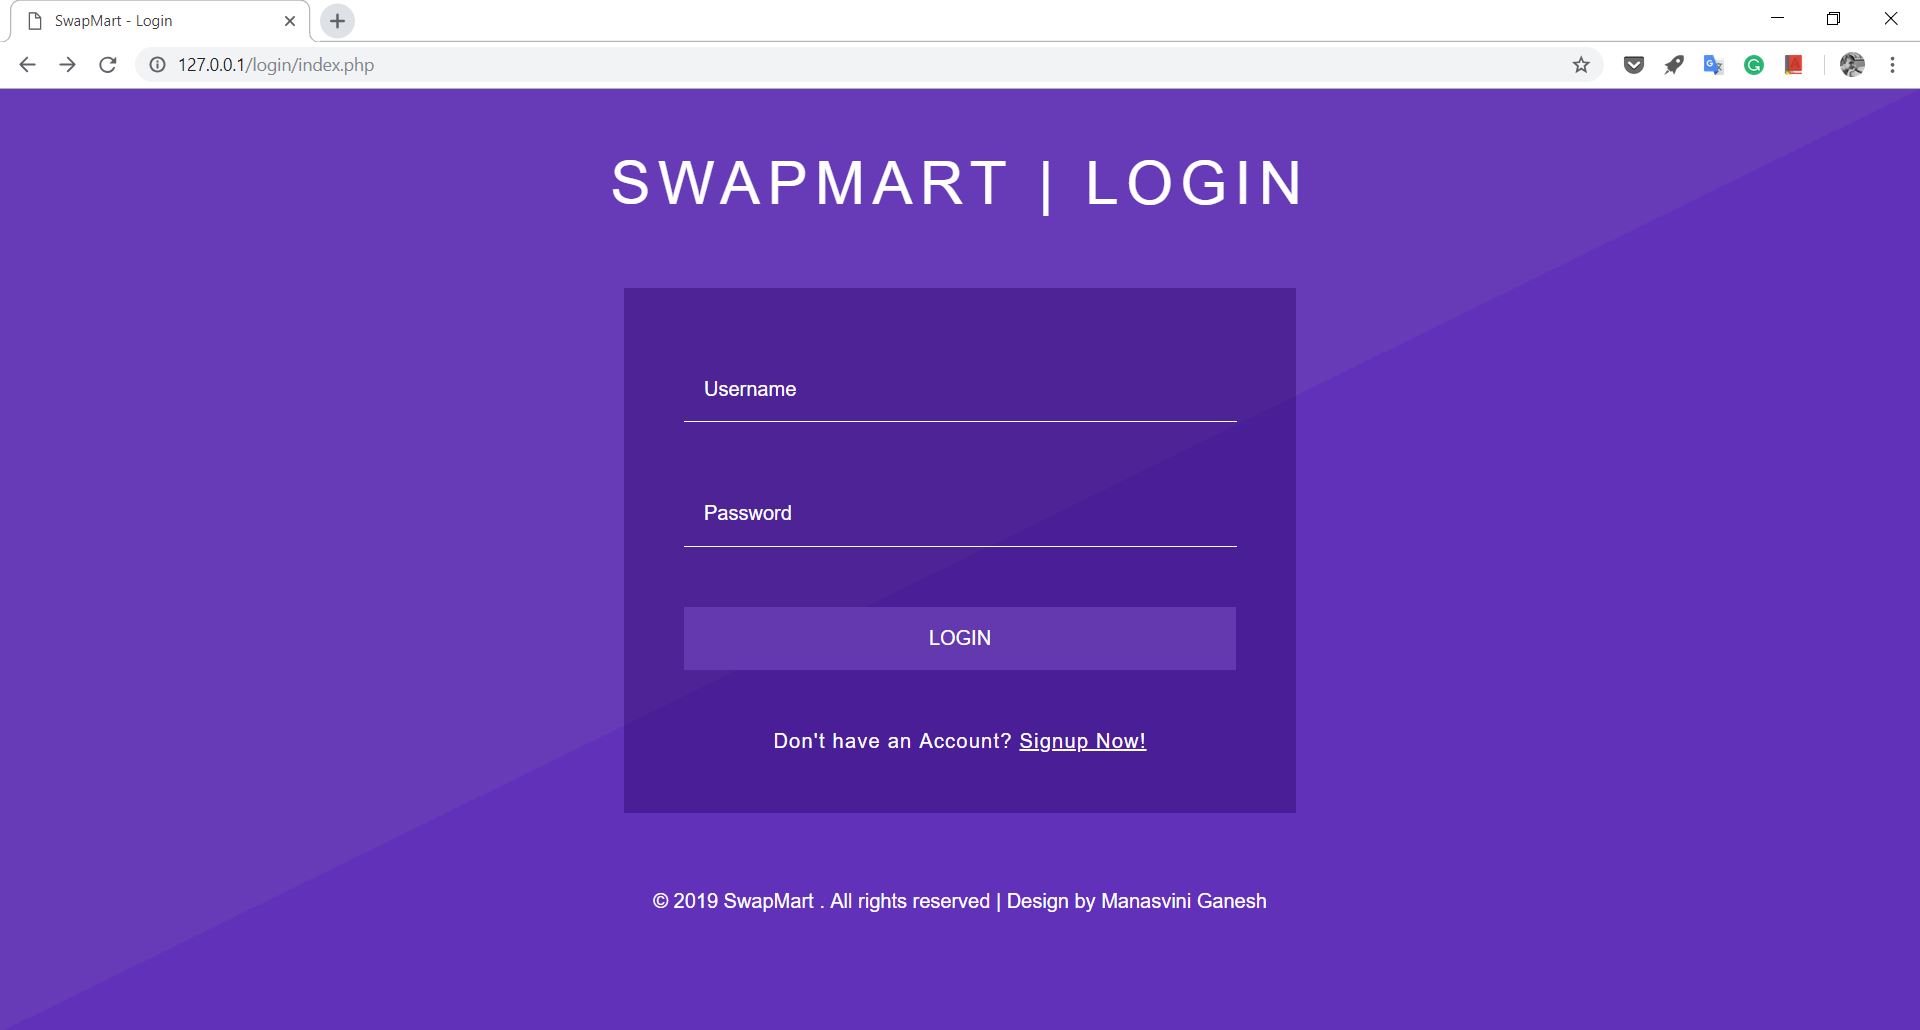 SwapMart - Login
127.0.0.1/login/index.php
SWAPMART | LOGIN
Username
Password
LOGIN
Don't have an Account? Signup Now!
© 2019 SwapMart . All rights reserved | Design by Manasvini Ganesh